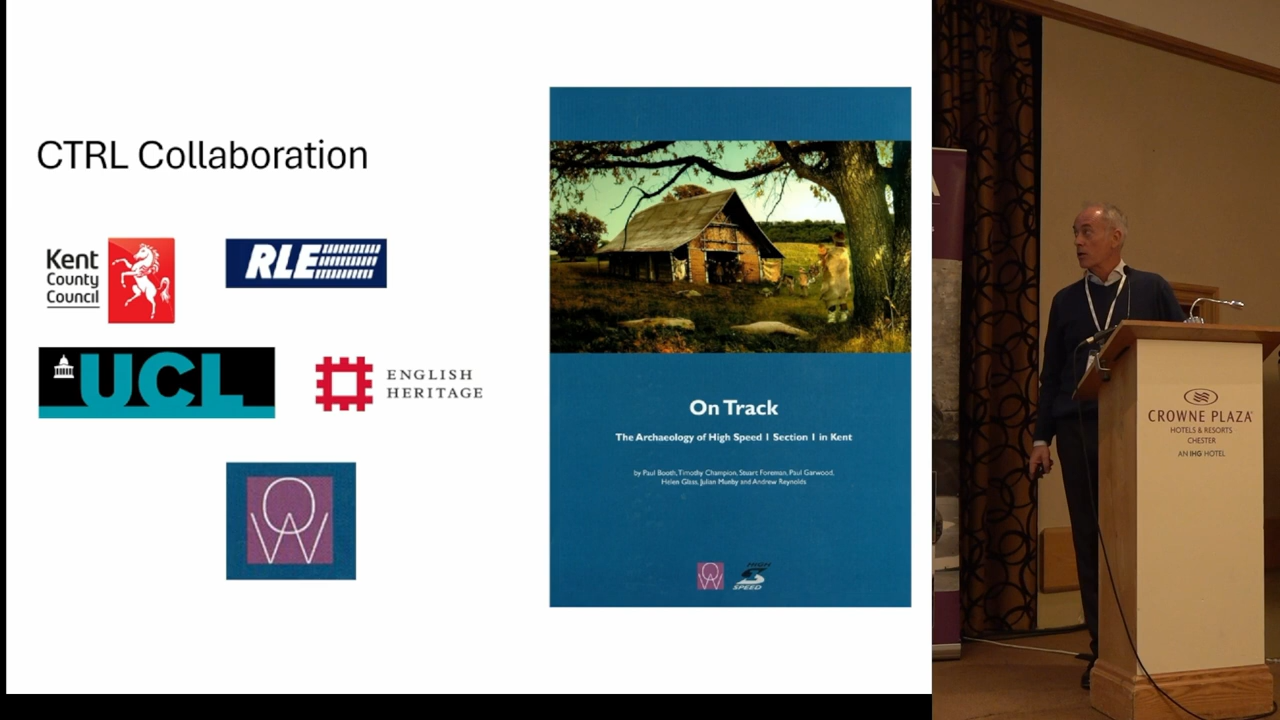 CTRL Collaboration
Kent
County
Council
RLE
UCL
ENGLISH
HERITAGE
On Track
The Archaeology of High Speed 1 Section 1 in Kent
by Paul Booth, Timothy Champion, Stuart Foreman, Paul Garwood,
Helen Glass, Julian Munby and Andrew Reynolds
HIGH
SPEED
A
CROWNE PLAZA
HOTELS & RESORTS
CHESTER
AN IHG HOTEL